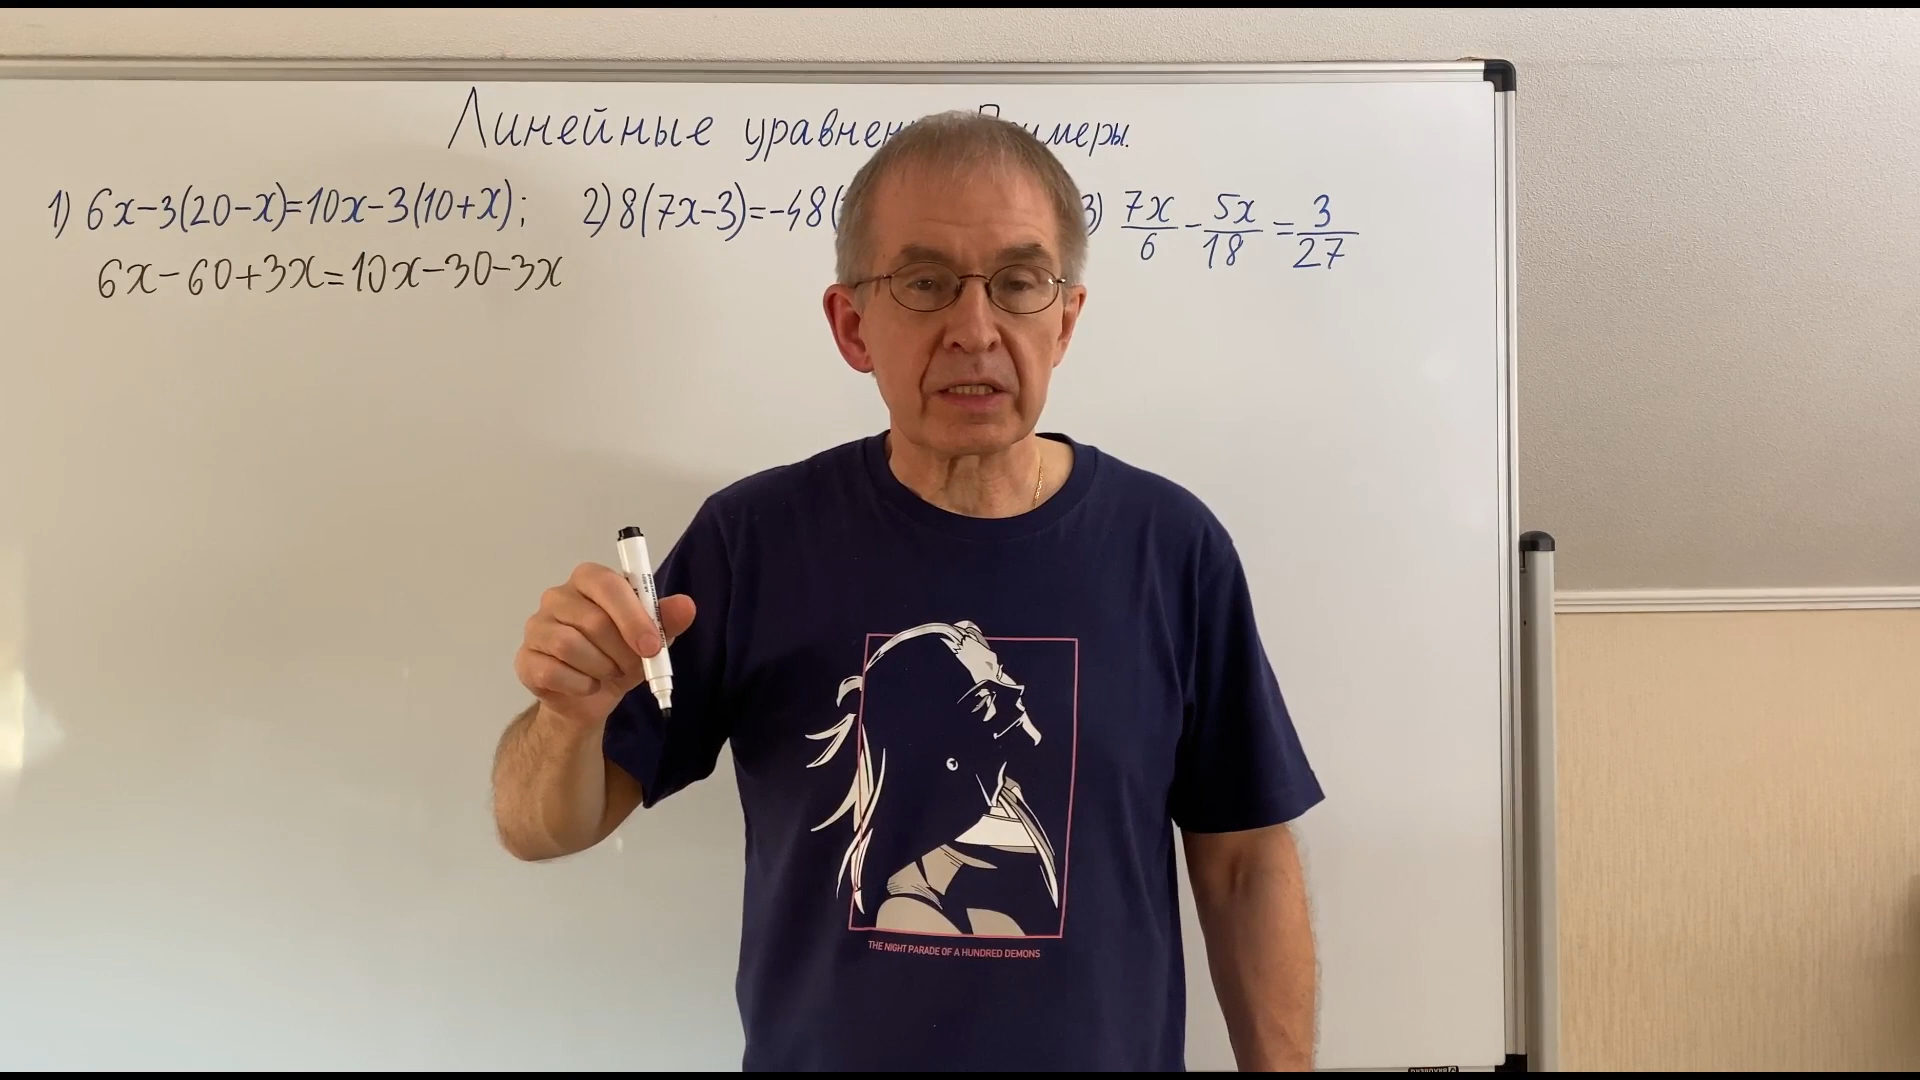 Линейные Примеры.
1) 6x-3(20-x)=10x-3(10+x); 2) 8(7x-3)=-48( 3) 7x/6 - 5x/18 = 3/27
6x-60+3x=10x-30-3x
THE NIGHT PARADE OF A HUNDRED DEMONS